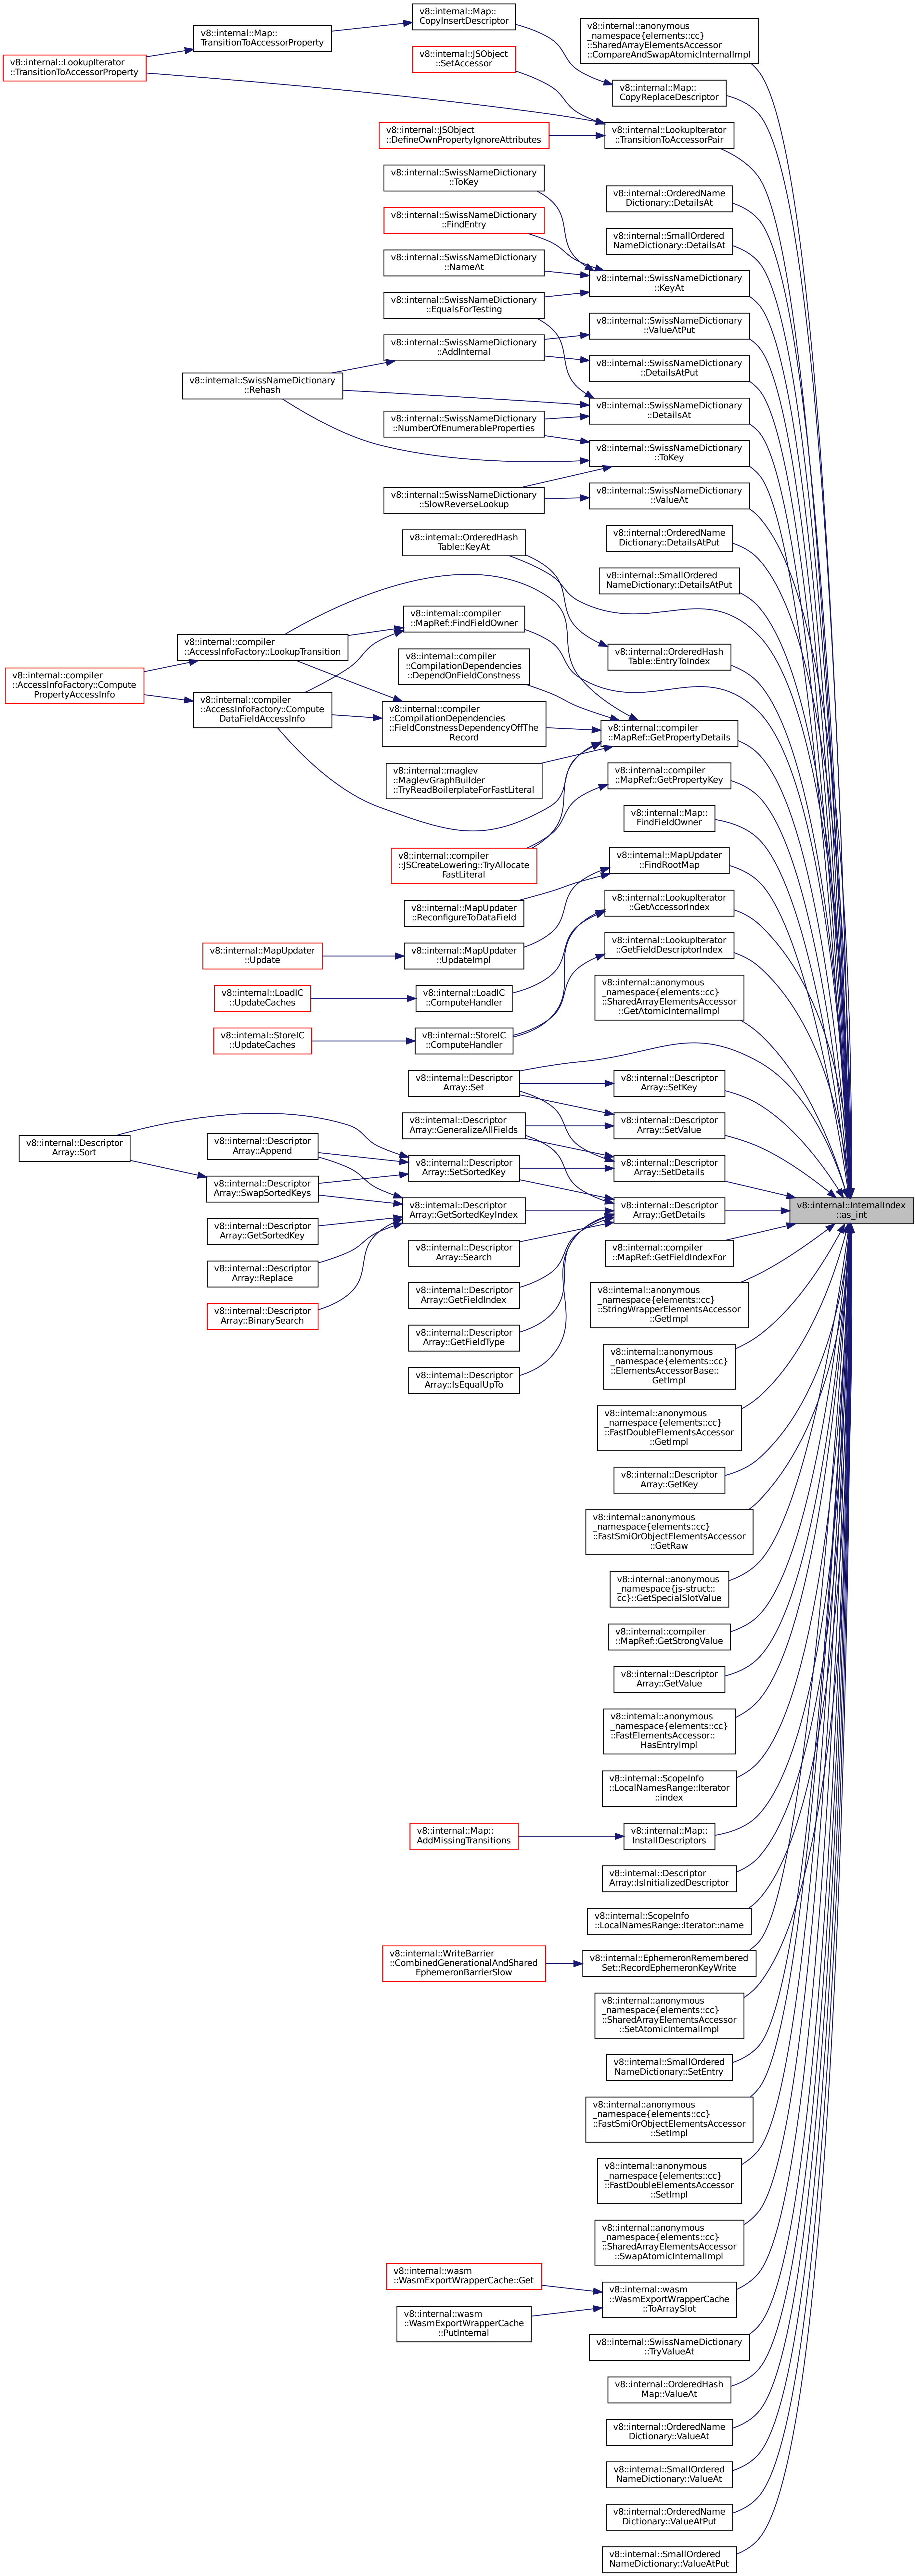 v8::internal::Map::
CopyInsertDescriptor
v8::internal::anonymous
_namespace{elements::cc}
::SharedArrayElementsAccessor
::CompareAndSwapAtomicInternalImpl
v8::internal::Map::
TransitionToAccessorProperty
v8::internal::JSObject
::SetAccessor
v8::internal::LookupIterator
::TransitionToAccessorProperty
v8::internal::Map::
CopyReplaceDescriptor
v8::internal::JSObject
::DefineOwnPropertyIgnoreAttributes
v8::internal::LookupIterator
::TransitionToAccessorPair
v8::internal::SwissNameDictionary
::ToKey
v8::internal::OrderedName
Dictionary::DetailsAt
v8::internal::SwissNameDictionary
::FindEntry
v8::internal::SmallOrdered
NameDictionary::DetailsAt
v8::internal::SwissNameDictionary
::NameAt
v8::internal::SwissNameDictionary
::KeyAt
v8::internal::SwissNameDictionary
::EqualsForTesting
v8::internal::SwissNameDictionary
::ValueAtPut
v8::internal::SwissNameDictionary
::AddInternal
v8::internal::SwissNameDictionary
::DetailsAtPut
v8::internal::SwissNameDictionary
::Rehash
v8::internal::SwissNameDictionary
::DetailsAt
v8::internal::SwissNameDictionary
::NumberOfEnumerableProperties
v8::internal::SwissNameDictionary
::ToKey
v8::internal::SwissNameDictionary
::SlowReverseLookup
v8::internal::SwissNameDictionary
::ValueAt
v8::internal::OrderedHash
Table::KeyAt
v8::internal::OrderedName
Dictionary::DetailsAtPut
v8::internal::SmallOrdered
NameDictionary::DetailsAtPut
v8::internal::compiler
::MapRef::FindFieldOwner
v8::internal::compiler
::AccessInfoFactory::LookupTransition
v8::internal::OrderedHash
Table::EntryToIndex
v8::internal::compiler
::CompilationDependencies
::DependOnFieldConstness
v8::internal::compiler
::AccessInfoFactory::Compute
PropertyAccessInfo
v8::internal::compiler
::AccessInfoFactory::Compute
DataFieldAccessInfo
v8::internal::compiler
::CompilationDependencies
::FieldConstnessDependencyOffThe
Record
v8::internal::compiler
::MapRef::GetPropertyDetails
v8::internal::maglev
::MaglevGraphBuilder
::TryReadBoilerplateForFastLiteral
v8::internal::compiler
::MapRef::GetPropertyKey
v8::internal::Map::
FindFieldOwner
v8::internal::compiler
::JSCreateLowering::TryAllocate
FastLiteral
v8::internal::MapUpdater
::FindRootMap
v8::internal::MapUpdater
::ReconfigureToDataField
v8::internal::LookupIterator
::GetAccessorIndex
v8::internal::MapUpdater
::Update
v8::internal::MapUpdater
::UpdateImpl
v8::internal::LookupIterator
::GetFieldDescriptorIndex
v8::internal::LoadIC
::UpdateCaches
v8::internal::LoadIC
::ComputeHandler
v8::internal::anonymous
_namespace{elements::cc}
::SharedArrayElementsAccessor
::GetAtomicInternalImpl
v8::internal::StoreIC
::UpdateCaches
v8::internal::StoreIC
::ComputeHandler
v8::internal::Descriptor
Array::Set
v8::internal::Descriptor
Array::SetKey
v8::internal::Descriptor
Array::GeneralizeAllFields
v8::internal::Descriptor
Array::SetValue
v8::internal::Descriptor
Array::Sort
v8::internal::Descriptor
Array::Append
v8::internal::Descriptor
Array::SetSortedKey
v8::internal::Descriptor
Array::SetDetails
v8::internal::Descriptor
Array::SwapSortedKeys
v8::internal::Descriptor
Array::GetSortedKeyIndex
v8::internal::Descriptor
Array::GetDetails
v8::internal::InternalIndex
::as_int
v8::internal::Descriptor
Array::GetSortedKey
v8::internal::Descriptor
Array::Search
v8::internal::compiler
::MapRef::GetFieldIndexFor
v8::internal::Descriptor
Array::Replace
v8::internal::Descriptor
Array::GetFieldIndex
v8::internal::anonymous
_namespace{elements::cc}
::StringWrapperElementsAccessor
::GetImpl
v8::internal::Descriptor
Array::BinarySearch
v8::internal::Descriptor
Array::GetFieldType
v8::internal::anonymous
_namespace{elements::cc}
::ElementsAccessorBase::
GetImpl
v8::internal::Descriptor
Array::IsEqualUpTo
v8::internal::anonymous
_namespace{elements::cc}
::FastDoubleElementsAccessor
::GetImpl
v8::internal::Descriptor
Array::GetKey
v8::internal::anonymous
_namespace{elements::cc}
::FastSmiOrObjectElementsAccessor
::GetRaw
v8::internal::anonymous
_namespace{js-struct::
cc}::GetSpecialSlotValue
v8::internal::compiler
::MapRef::GetStrongValue
v8::internal::Descriptor
Array::GetValue
v8::internal::anonymous
_namespace{elements::cc}
::FastElementsAccessor::
HasEntryImpl
v8::internal::ScopeInfo
::LocalNamesRange::Iterator
::index
v8::internal::Map::
AddMissingTransitions
v8::internal::Map::
InstallDescriptors
v8::internal::Descriptor
Array::IsInitializedDescriptor
v8::internal::ScopeInfo
::LocalNamesRange::Iterator::name
v8::internal::WriteBarrier
::CombinedGenerationalAndShared
EphemeronBarrierSlow
v8::internal::EphemeronRemembered
Set::RecordEphemeronKeyWrite
v8::internal::anonymous
_namespace{elements::cc}
::SharedArrayElementsAccessor
::SetAtomicInternalImpl
v8::internal::SmallOrdered
NameDictionary::SetEntry
v8::internal::anonymous
_namespace{elements::cc}
::FastSmiOrObjectElementsAccessor
::SetImpl
v8::internal::anonymous
_namespace{elements::cc}
::FastDoubleElementsAccessor
::SetImpl
v8::internal::anonymous
_namespace{elements::cc}
::SharedArrayElementsAccessor
::SwapAtomicInternalImpl
v8::internal::wasm
::WasmExportWrapperCache::Get
v8::internal::wasm
::WasmExportWrapperCache
::ToArraySlot
v8::internal::wasm
::WasmExportWrapperCache
::PutInternal
v8::internal::SwissNameDictionary
::TryValueAt
v8::internal::OrderedHash
Map::ValueAt
v8::internal::OrderedName
Dictionary::ValueAt
v8::internal::SmallOrdered
NameDictionary::ValueAt
v8::internal::OrderedName
Dictionary::ValueAtPut
v8::internal::SmallOrdered
NameDictionary::ValueAtPut